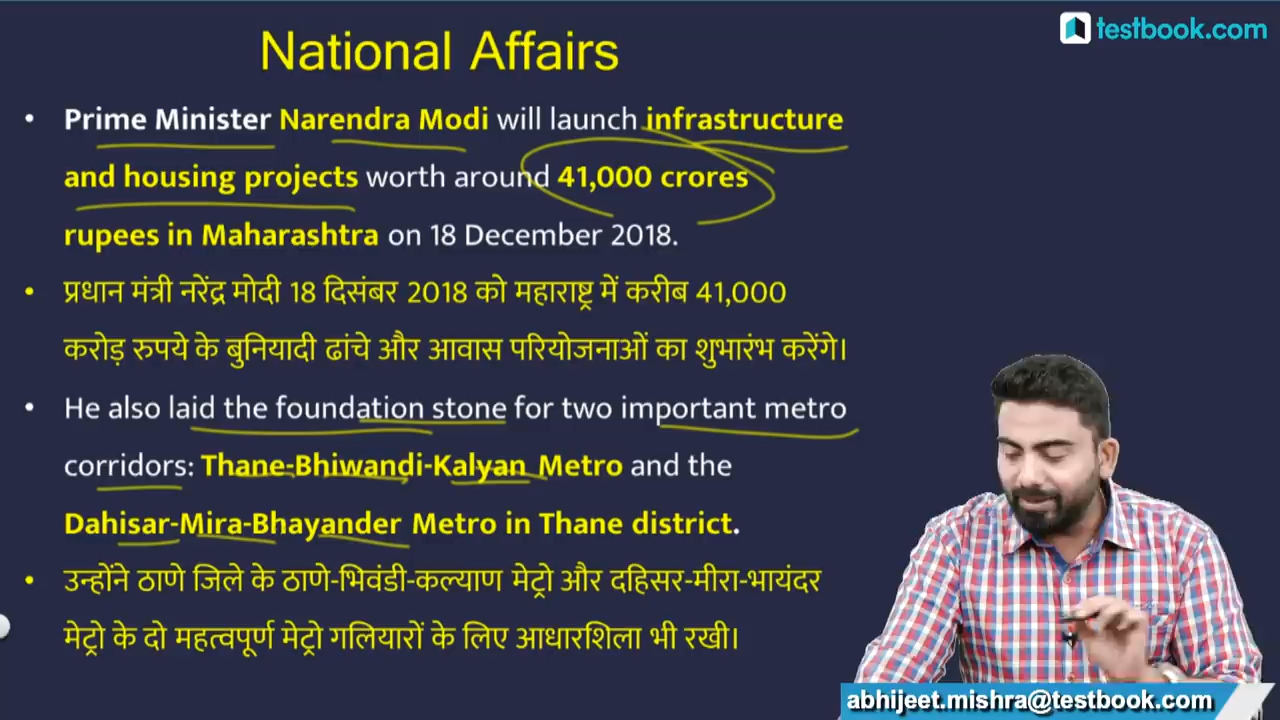 testbook.com
National Affairs
• Prime Minister Narendra Modi will launch infrastructure
and housing projects worth around 41,000 crores
rupees in Maharashtra on 18 December 2018.
• प्रधान मंत्री नरेंद्र मोदी 18 दिसंबर 2018 को महाराष्ट्र में करीब 41,000
करोड़ रुपये के बुनियादी ढांचे और आवास परियोजनाओं का शुभारंभ करेंगे।
• He also laid the foundation stone for two important metro
corridors: Thane-Bhiwandi-Kalyan Metro and the
Dahisar-Mira-Bhayander Metro in Thane district.
• उन्होंने ठाणे जिले के ठाणे-भिवंडी-कल्याण मेट्रो और दहिसर-मीरा-भायंदर
मेट्रो के दो महत्वपूर्ण मेट्रो गलियारों के लिए आधारशिला भी रखी।
abhijeet.mishra@testbook.com